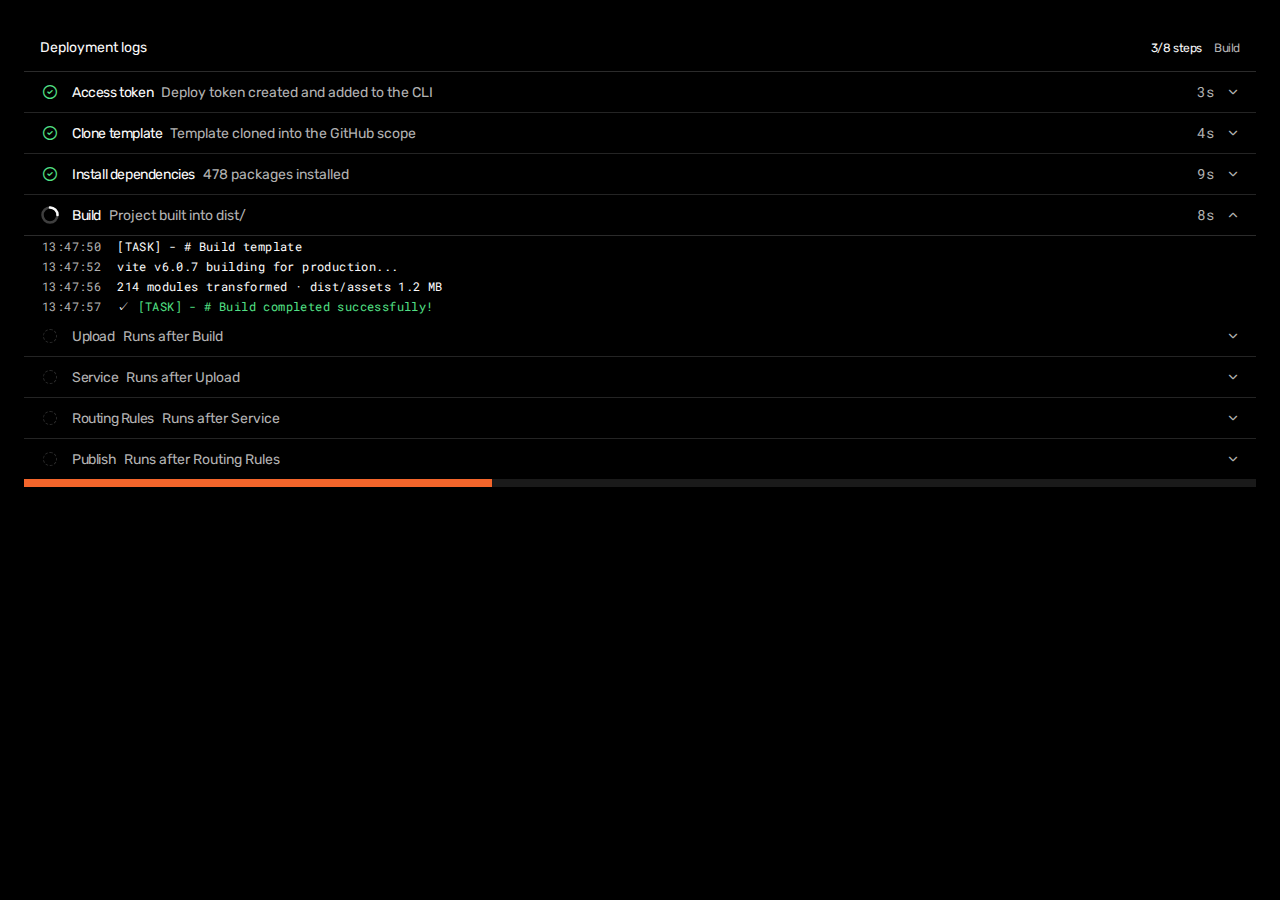 Deployment logs 3/8 steps Build
Access token Deploy token created and added to the CLI 3s
Clone template Template cloned into the GitHub scope 4s
Install dependencies 478 packages installed 9s
Build Project built into dist/ 8s
13:47:50 [TASK] - # Build template
13:47:52 vite v6.0.7 building for production...
13:47:56 214 modules transformed · dist/assets 1.2 MB
13:47:57 ✓ [TASK] - # Build completed successfully!
Upload Runs after Build
Service Runs after Upload
Routing Rules Runs after Service
Publish Runs after Routing Rules